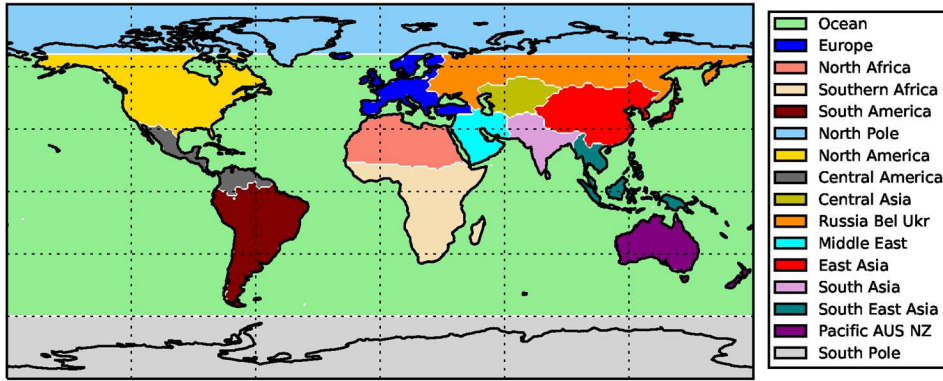 Ocean
Europe
North Africa
Southern Africa
South America
North Pole
North America
Central America
Central Asia
Russia Bel Ukr
Middle East
East Asia
South Asia
South East Asia
Pacific AUS NZ
South Pole